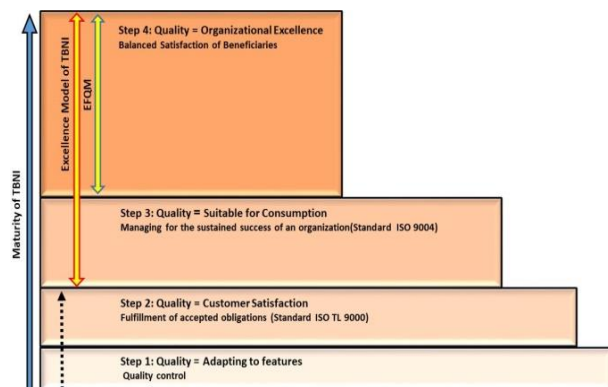 Step 4: Quality = Organizational Excellence
Balanced Satisfaction of Beneficiaries
Maturity of TBNI
Excellence Model of TBNI
EFQM
Step 3: Quality = Suitable for Consumption
Managing for the sustained success of an organization(Standard ISO 9004)
Step 2: Quality = Customer Satisfaction
Fulfillment of accepted obligations (Standard ISO TL 9000)
Step 1: Quality = Adapting to features
Quality control